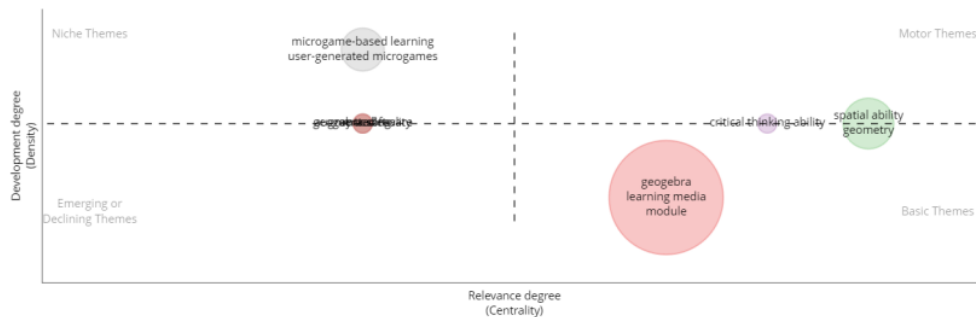 Niche Themes
Motor Themes
microgame-based learning
user-generated microgames
critical thinking ability
spatial ability
geometry
geogebra
learning media
module
Emerging or
Declining Themes
Basic Themes
Development degree
(Density)
Relevance degree
(Centrality)